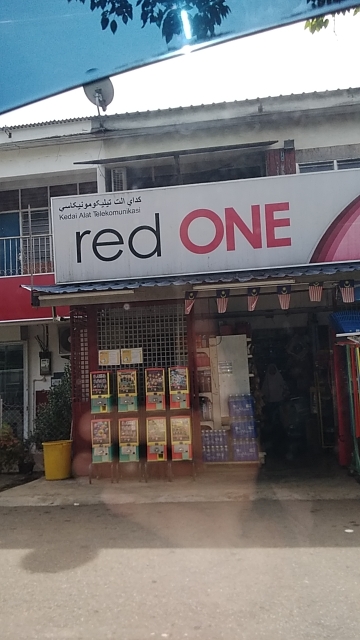 كداي الت تيليكومونيكاسي
Kedai Alat Telekomunikasi
red ONE